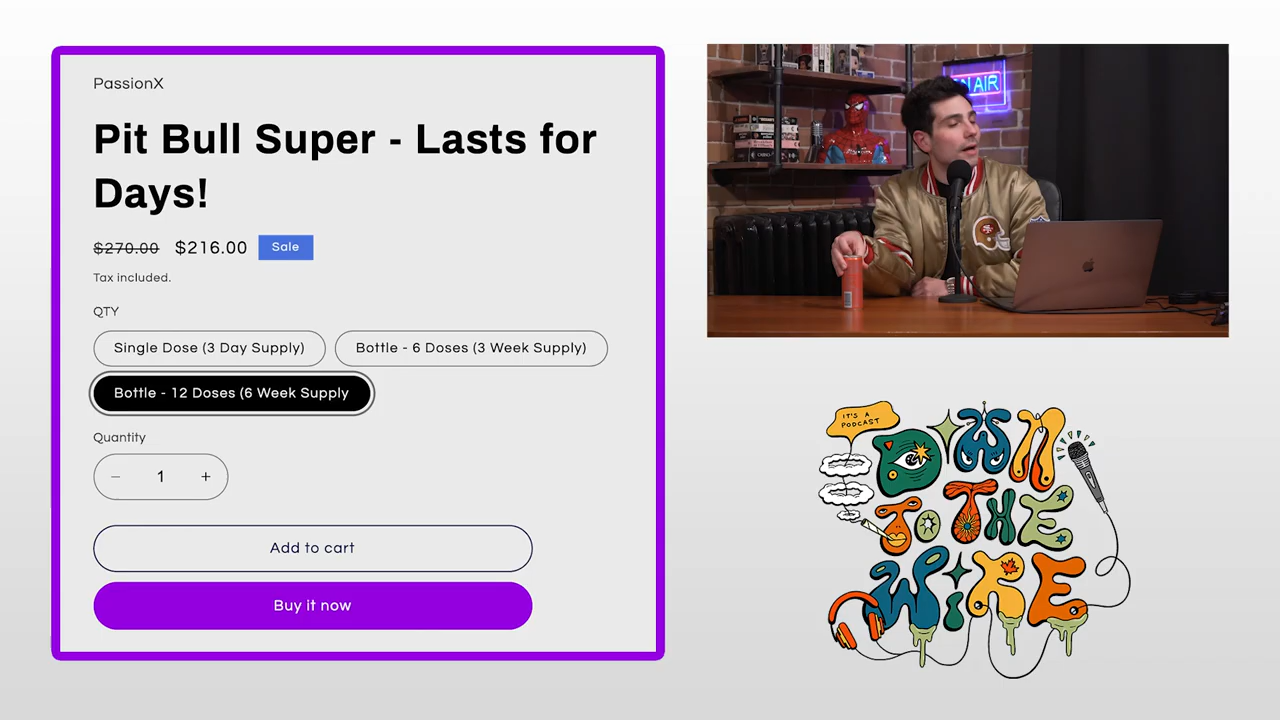 PassionX
Pit Bull Super - Lasts for
Days!
$270.00 $216.00 Sale
Tax included.
QTY
Single Dose (3 Day Supply) Bottle - 6 Doses (3 Week Supply)
Bottle - 12 Doses (6 Week Supply
Quantity
− 1 +
Add to cart
Buy it now
N AIR
IT'S A
PODCAST
DOWN
TO THE
WIRE